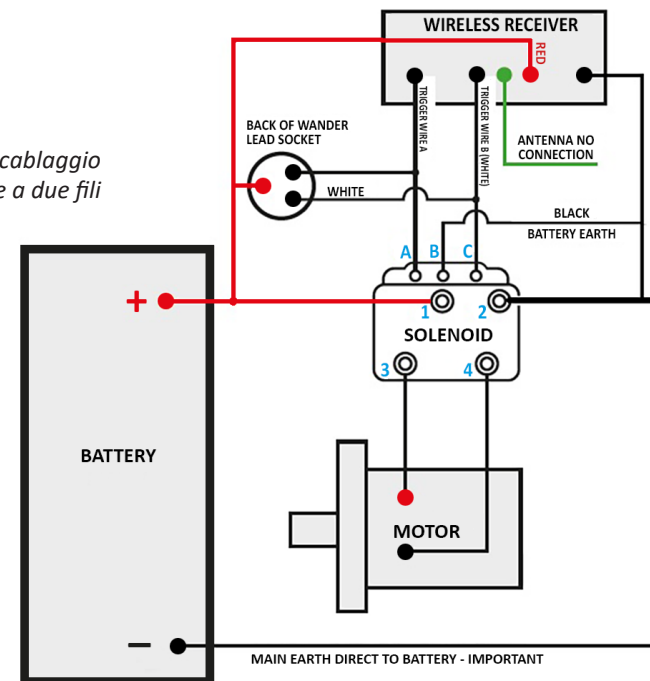 WIRELESS RECEIVER
RED
TRIGGER WIRE A
TRIGGER WIRE B (WHITE)
ANTENNA NO
CONNECTION
BACK OF WANDER
LEAD SOCKET
cablaggio
e a due fili
WHITE
BLACK
BATTERY EARTH
A B C
+
1 2
SOLENOID
3 4
BATTERY
MOTOR
−
MAIN EARTH DIRECT TO BATTERY - IMPORTANT